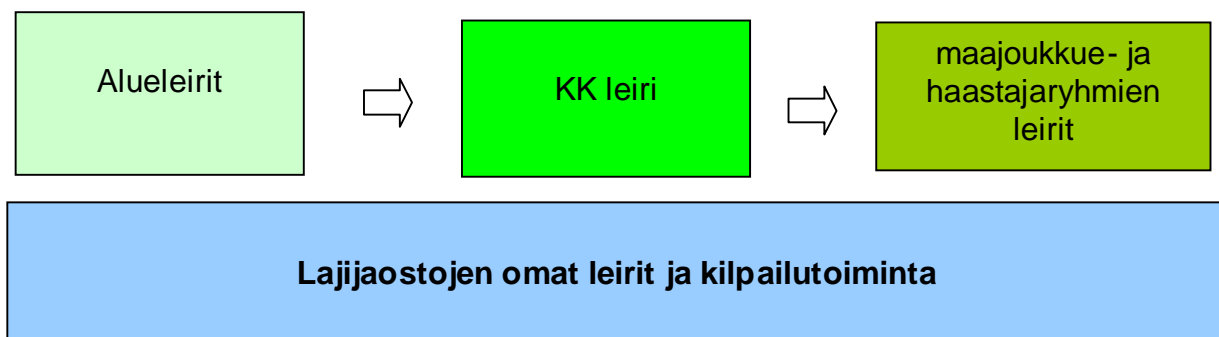 Alueleirit
KK leiri
maajoukkue- ja
haastajaryhmien
leirit
Lajijaostojen omat leirit ja kilpailutoiminta